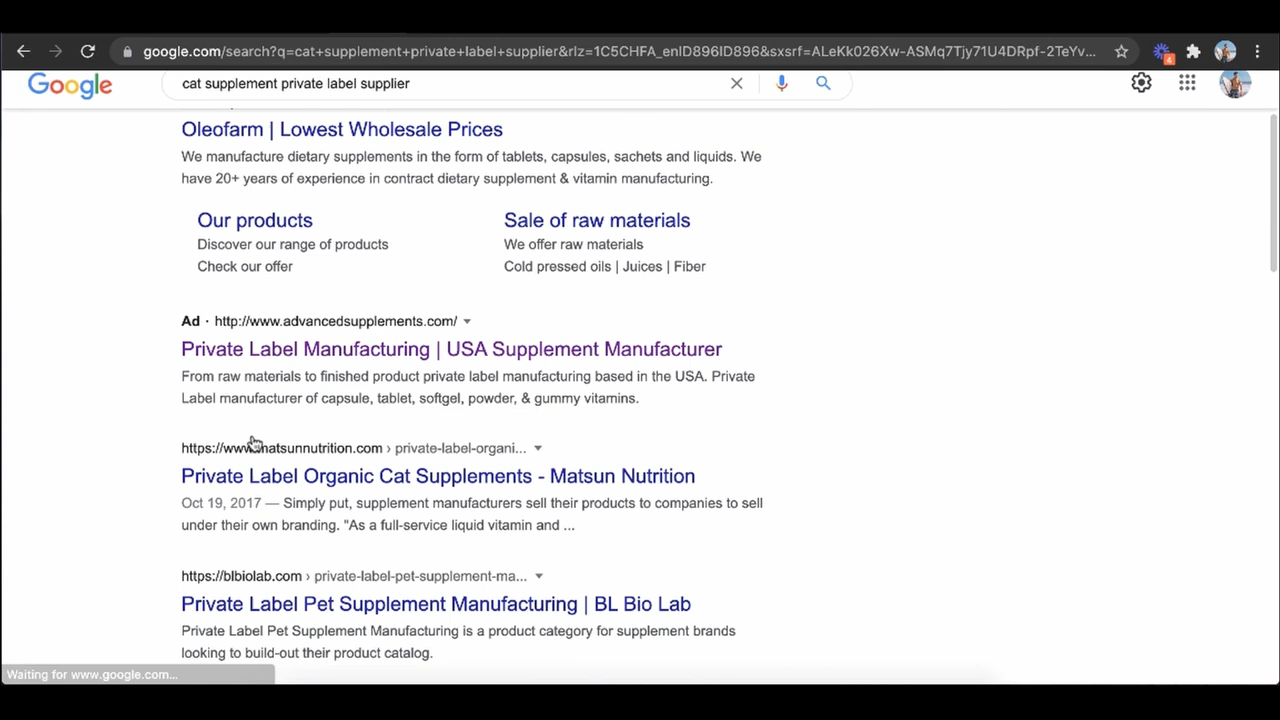 google.com/search?q=cat+supplement+private+label+supplier&rlz=1C5CHFA_enID896ID896&sxsrf=ALeKk026Xw-ASMq7Tjy71U4DRpf-2TeYv...
4
Google
cat supplement private label supplier
Oleofarm | Lowest Wholesale Prices
We manufacture dietary supplements in the form of tablets, capsules, sachets and liquids. We
have 20+ years of experience in contract dietary supplement & vitamin manufacturing.
Our products
Sale of raw materials
Discover our range of products
We offer raw materials
Check our offer
Cold pressed oils | Juices | Fiber
Ad · http://www.advancedsupplements.com/
Private Label Manufacturing | USA Supplement Manufacturer
From raw materials to finished product private label manufacturing based in the USA. Private
Label manufacturer of capsule, tablet, softgel, powder, & gummy vitamins.
https://www.matsunnutrition.com › private-label-organi...
Private Label Organic Cat Supplements - Matsun Nutrition
Oct 19, 2017 — Simply put, supplement manufacturers sell their products to companies to sell
under their own branding. "As a full-service liquid vitamin and ...
https://blbiolab.com › private-label-pet-supplement-ma...
Private Label Pet Supplement Manufacturing | BL Bio Lab
Private Label Pet Supplement Manufacturing is a product category for supplement brands
looking to build-out their product catalog.
Waiting for www.google.com...